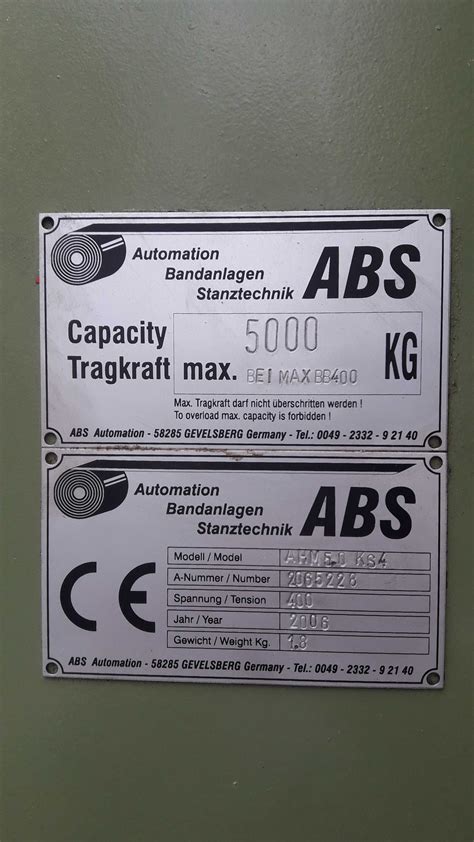 Automation
Bandanlagen
Stanztechnik
ABS
Capacity
Tragkraft max.
5000
BEI MAX BB400
KG
Max. Tragkraft darf nicht überschritten werden !
To overload max. capacity is forbidden !
ABS Automation - 58285 GEVELSBERG Germany - Tel.: 0049 - 2332 - 9 21 40
Automation
Bandanlagen
Stanztechnik
ABS
CE
Modell / Model AHM5.0 KS4
A-Nummer / Number 2065228
Spannung / Tension 400
Jahr / Year 2006
Gewicht / Weight Kg. 1.8
ABS Automation - 58285 GEVELSBERG Germany - Tel.: 0049 - 2332 - 9 21 40